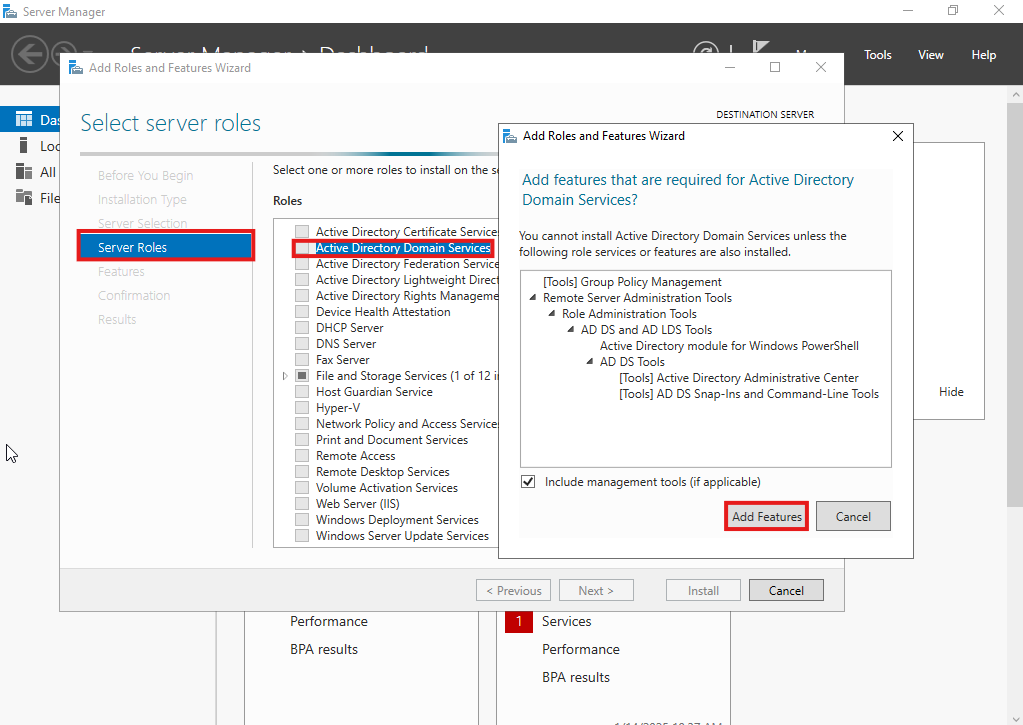 Server Manager
Server Manager
Dashboard
Tools
View
Help
Add Roles and Features Wizard
Select server roles
DESTINATION SERVER
Before You Begin
Installation Type
Server Selection
Server Roles
Features
Confirmation
Results
Select one or more roles to install on the
Roles
Active Directory Certificate
Active Directory Domain Services
Active Directory Federation
Active Directory Lightweight
Active Directory Rights
Device Health Attestation
DHCP Server
DNS Server
Fax Server
File and Storage Services (1 of 12
Host Guardian Service
Hyper-V
Network Policy and Access
Print and Document Services
Remote Access
Remote Desktop Services
Volume Activation Services
Web Server (IIS)
Windows Deployment Services
Windows Server Update Services
< Previous
Next >
Install
Cancel
Add Roles and Features Wizard
Add features that are required for Active Directory
Domain Services?
You cannot install Active Directory Domain Services unless the
following role services or features are also installed.
[Tools] Group Policy Management
Remote Server Administration Tools
Role Administration Tools
AD DS and AD LDS Tools
Active Directory module for Windows PowerShell
AD DS Tools
[Tools] Active Directory Administrative Center
[Tools] AD DS Snap-Ins and Command-Line Tools
Include management tools (if applicable)
Add Features
Cancel
Hide
All
Performance
BPA results
1
Services
Performance
BPA results